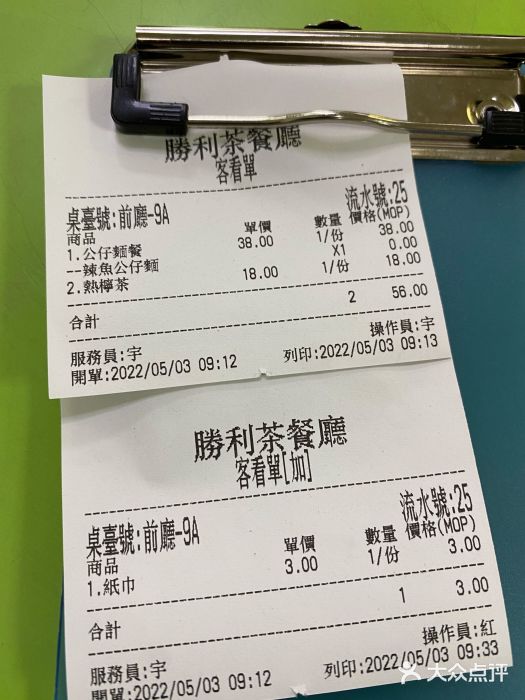 勝利茶餐廳
客看單
桌臺號:前廳-9A 流水號:25
商品 單價 數量 價格(MOP)
1.公仔麵餐 38.00 1/份 38.00
--辣魚公仔麵 X1 0.00
2.熱檸茶 18.00 1/份 18.00
合計 2 56.00
服務員:宇 操作員:宇
開單:2022/05/03 09:12 列印:2022/05/03 09:13
勝利茶餐廳
客看單[加]
桌臺號:前廳-9A 流水號:25
商品 單價 數量 價格(MOP)
1.紙巾 3.00 1/份 3.00
合計 1 3.00
服務員:宇 操作員:紅
開單:2022/05/03 09:12 列印:2022/05/03 09:33
大众点评